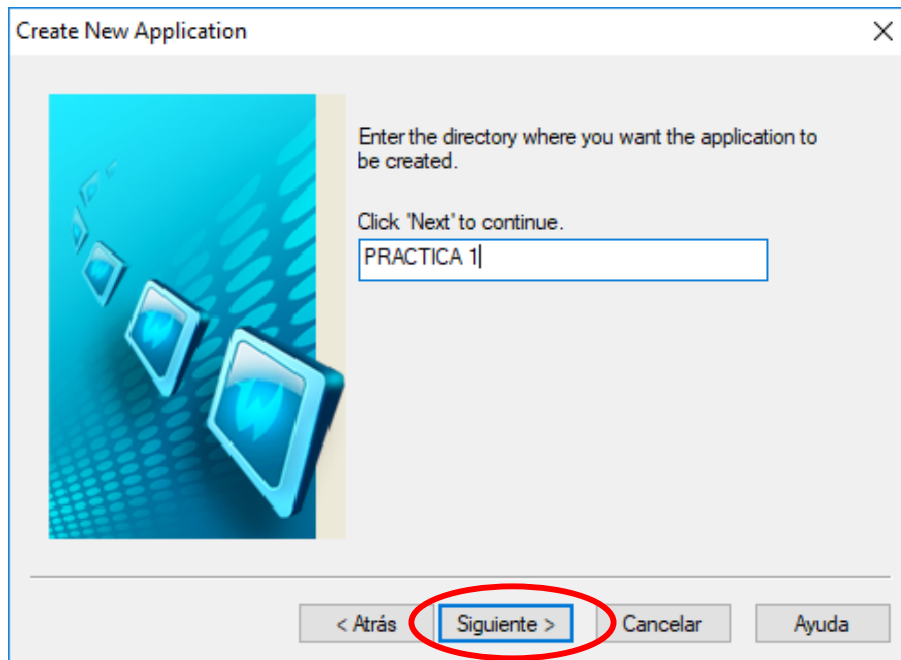 Create New Application
Enter the directory where you want the application to
be created.
Click 'Next' to continue.
PRACTICA 1
< Atrás
Siguiente >
Cancelar
Ayuda